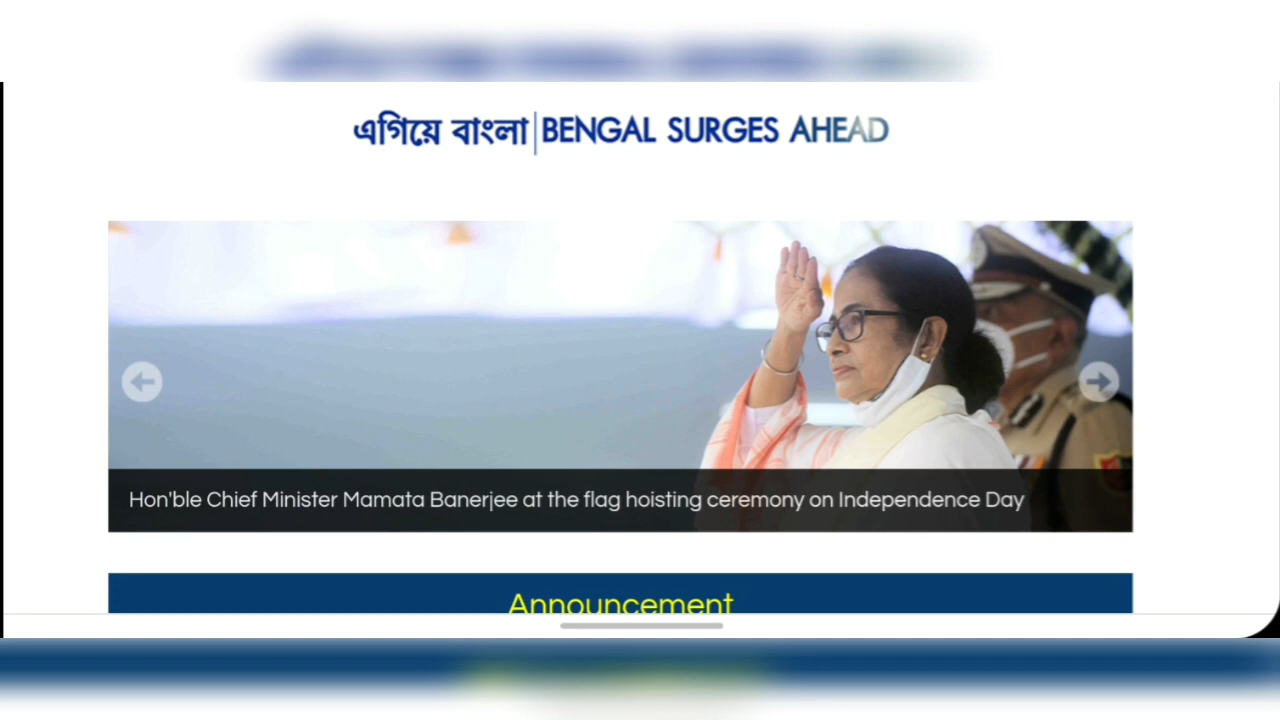 এগিয়ে বাংলা BENGAL SURGES AHEAD
Hon'ble Chief Minister Mamata Banerjee at the flag hoisting ceremony on Independence Day
Announcement